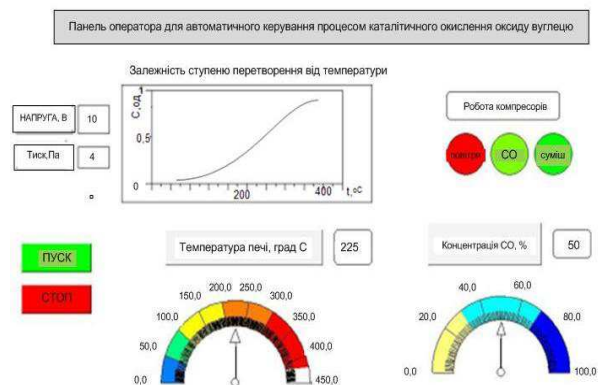 Панель оператора для автоматичного керування процесом каталітичного окислення оксиду вуглецю
Залежність ступеню перетворення від температури
НАПРУГА, В 10
Тиск,Па 4
С,од
1
0,5
0
200
400
t,°C
Робота компресорів
повітря СО суміш
ПУСК
СТОП
Температура печі, град С 225
0,0 50,0 100,0 150,0 200,0 250,0 300,0 350,0 400,0 450,0
Концентрація СО, % 50
0,0 20,0 40,0 60,0 80,0 100,0